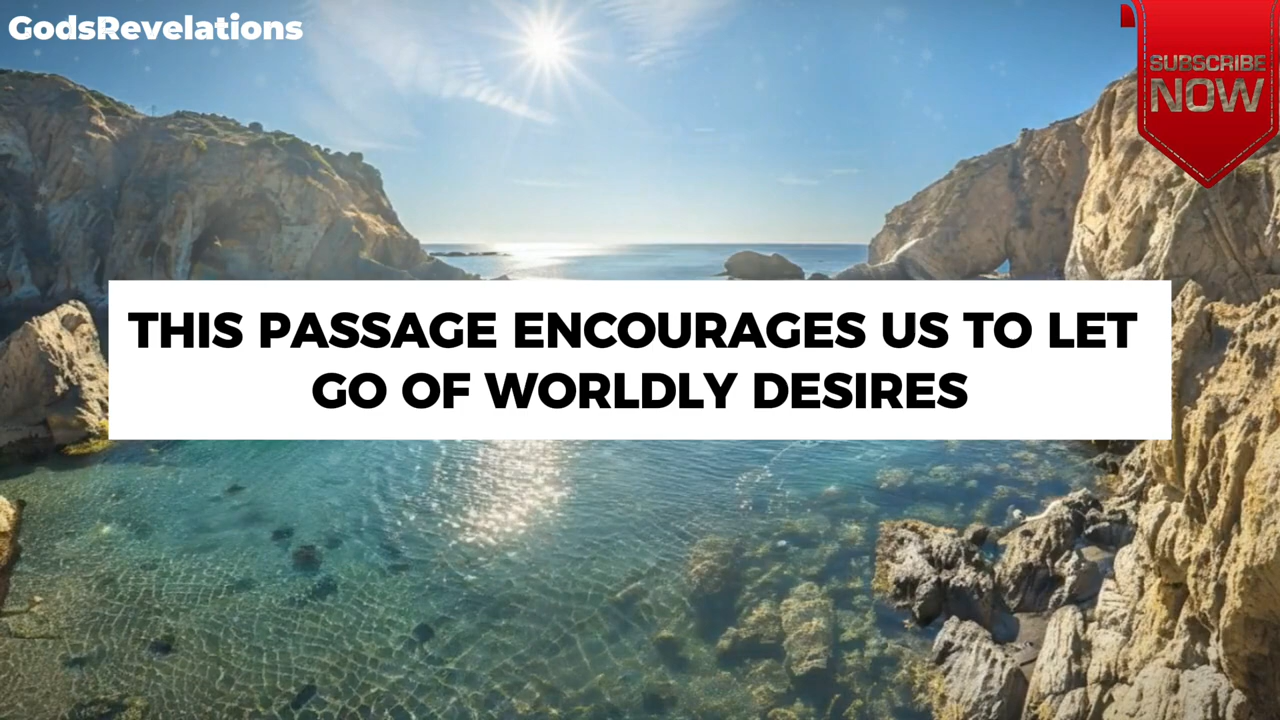 GodsRevelations
SUBSCRIBE
NOW
THIS PASSAGE ENCOURAGES US TO LET
GO OF WORLDLY DESIRES